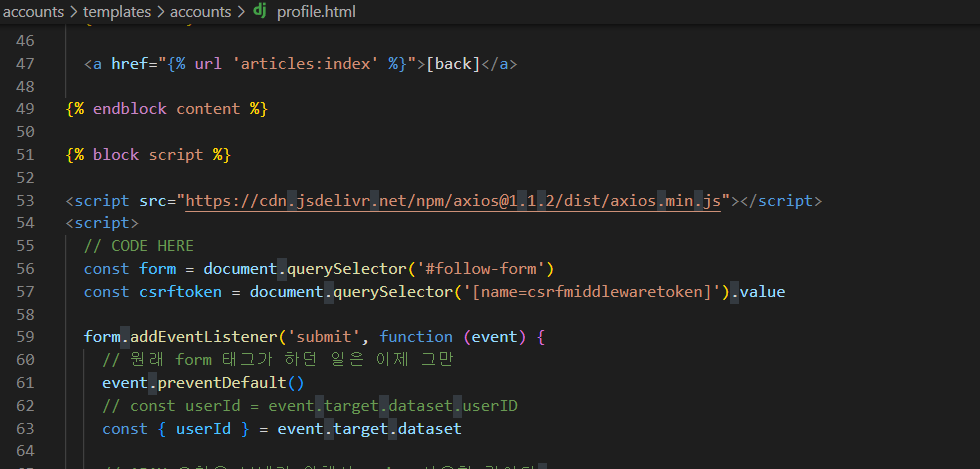 accounts > templates > accounts > dj profile.html
46
47 <a href="{% url 'articles:index' %}">[back]</a>
48
49 {% endblock content %}
50
51 {% block script %}
52
53 <script src="https://cdn.jsdelivr.net/npm/axios@1.1.2/dist/axios.min.js"></script>
54 <script>
55 // CODE HERE
56 const form = document.querySelector('#follow-form')
57 const csrftoken = document.querySelector('[name=csrfmiddlewaretoken]').value
58
59 form.addEventListener('submit', function (event) {
60 // 원래 form 태그가 하던 일은 이제 그만
61 event.preventDefault()
62 // const userId = event.target.dataset.userID
63 const { userId } = event.target.dataset
64